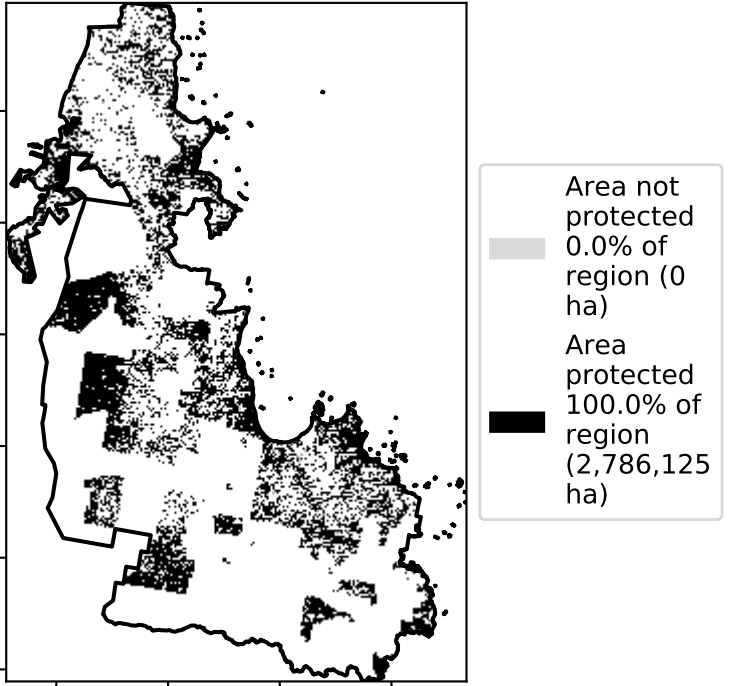 Area not
protected
0.0% of
region (0
ha)
Area
protected
100.0% of
region
(2,786,125
ha)